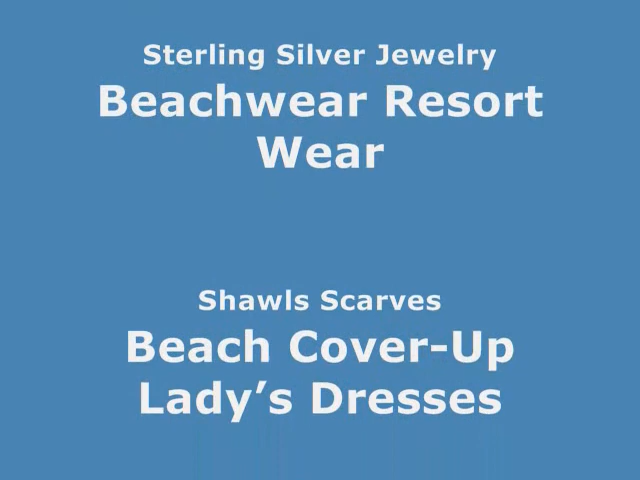 Sterling Silver Jewelry
Beachwear Resort
Wear
Shawls Scarves
Beach Cover-Up
Lady’s Dresses